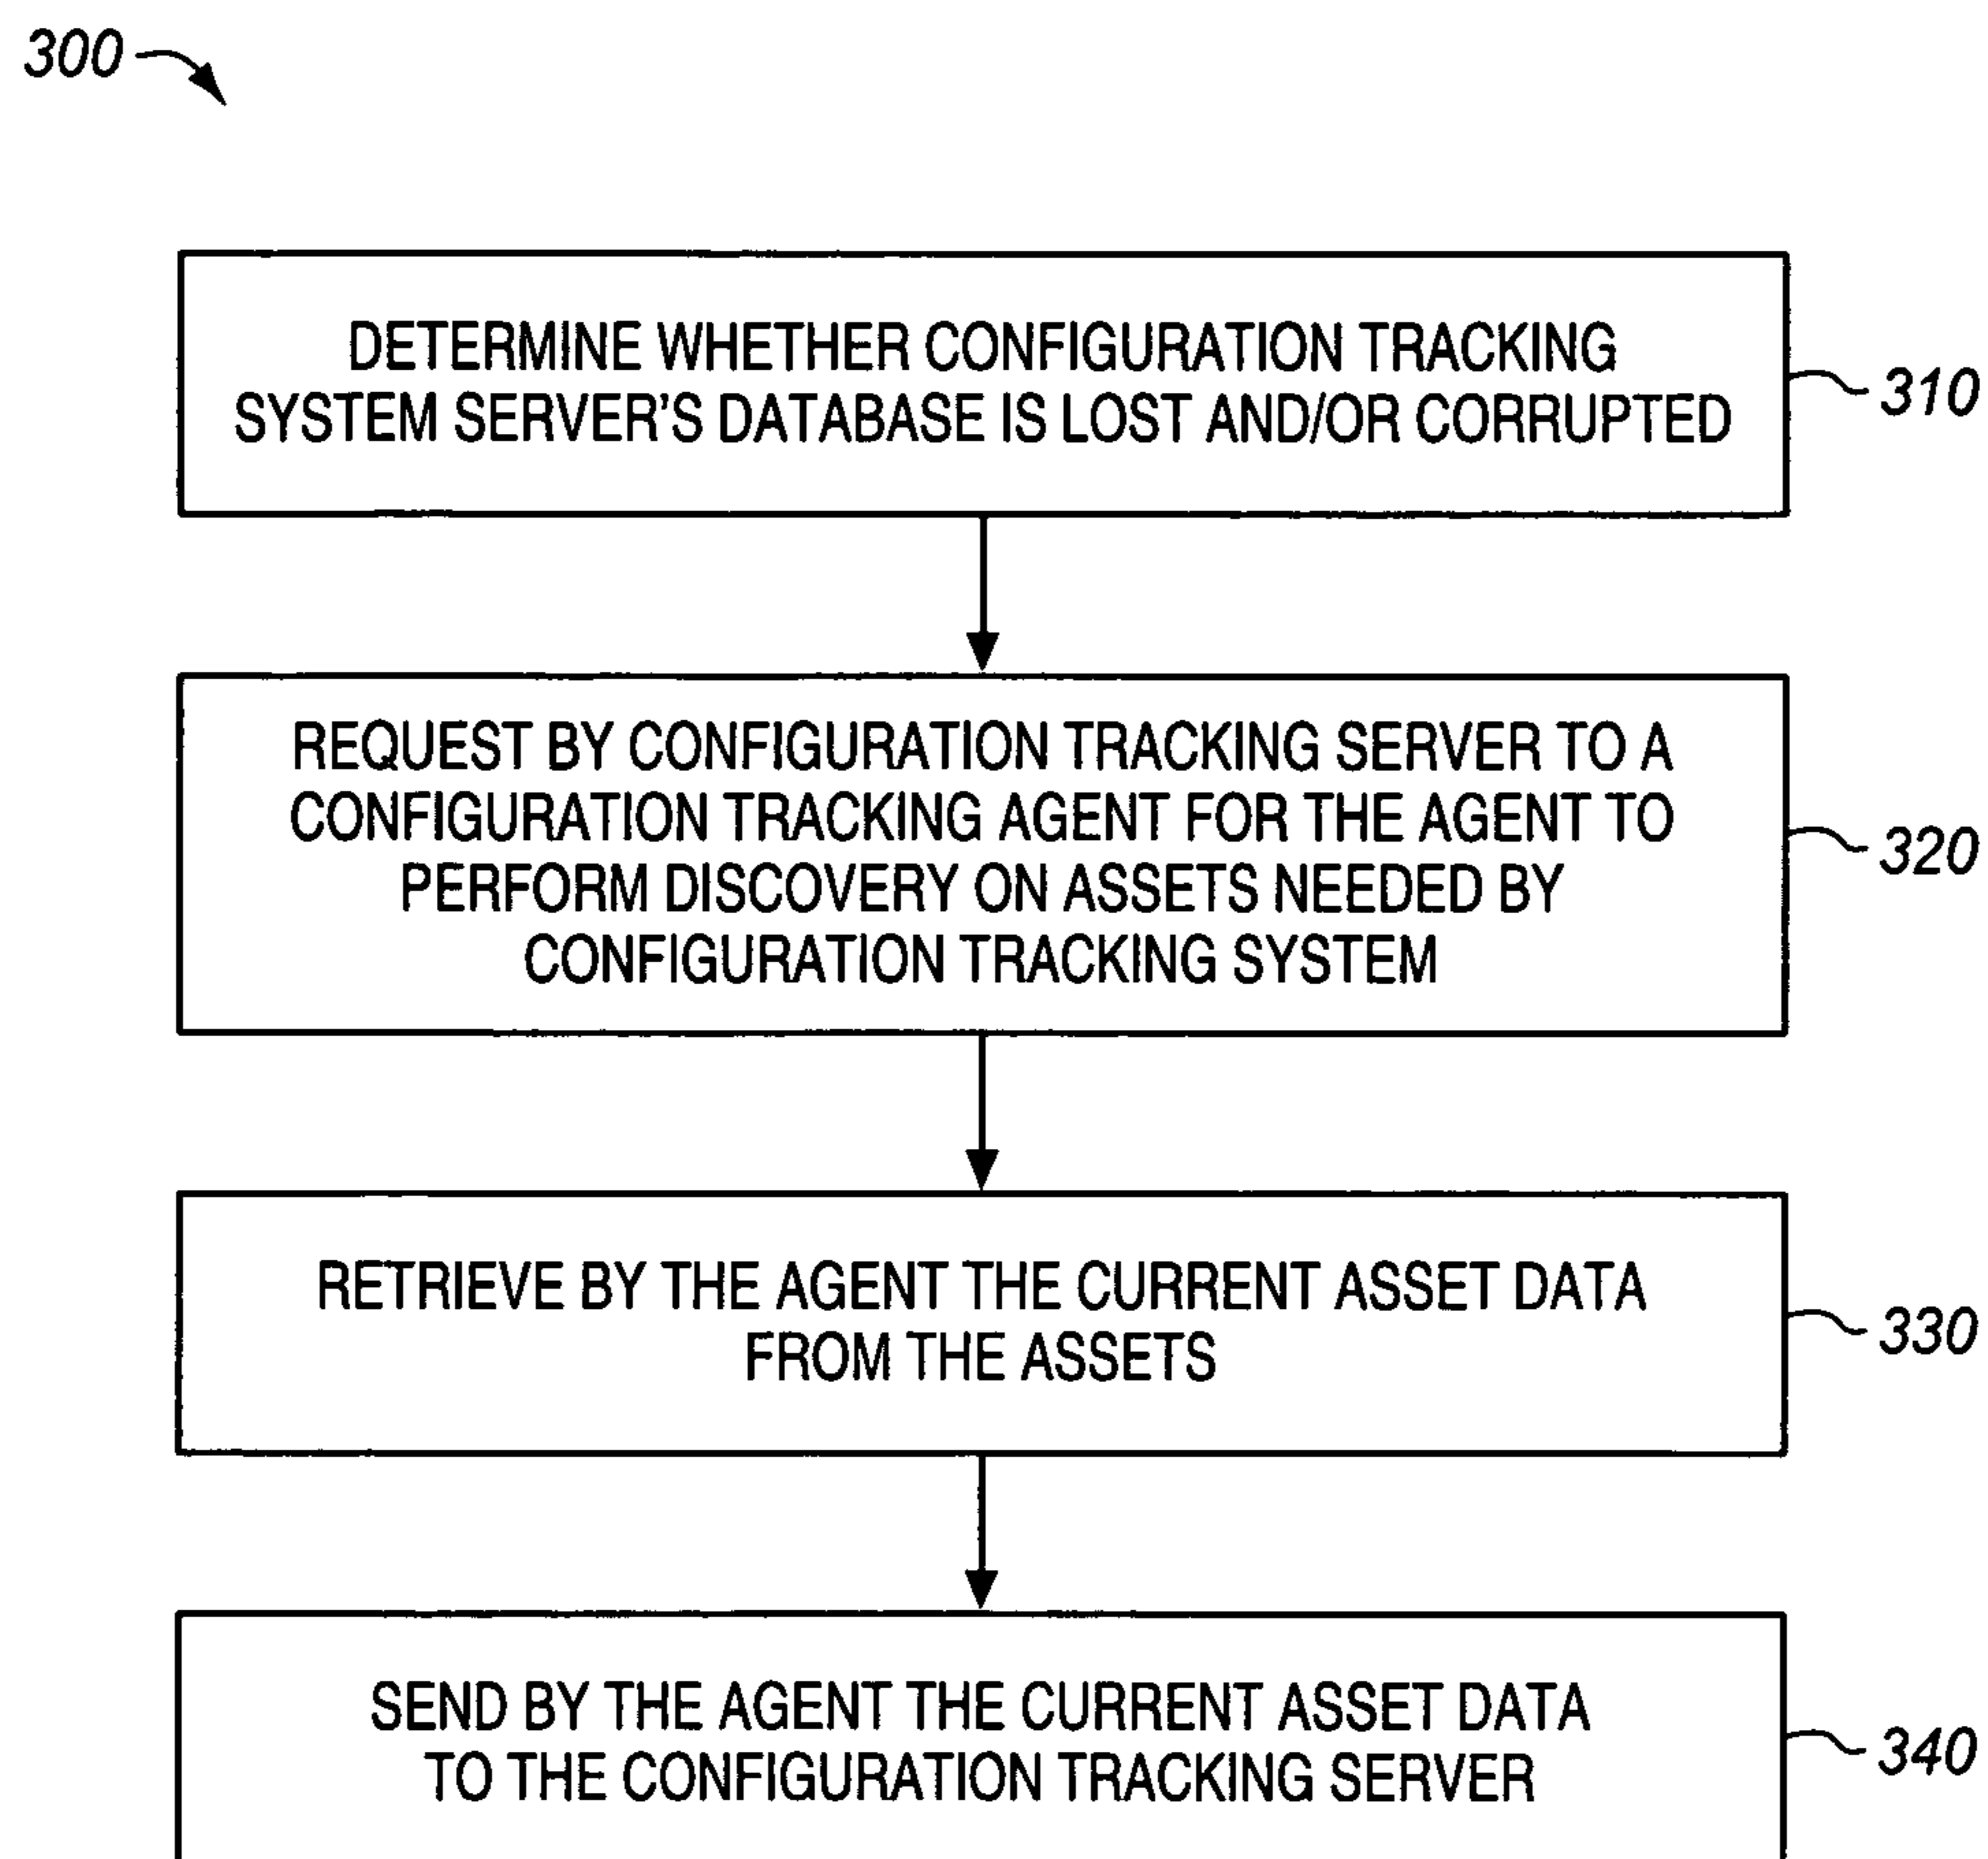 300
DETERMINE WHETHER CONFIGURATION TRACKING
SYSTEM SERVER'S DATABASE IS LOST AND/OR CORRUPTED
310
REQUEST BY CONFIGURATION TRACKING SERVER TO A
CONFIGURATION TRACKING AGENT FOR THE AGENT TO
PERFORM DISCOVERY ON ASSETS NEEDED BY
CONFIGURATION TRACKING SYSTEM
320
RETRIEVE BY THE AGENT THE CURRENT ASSET DATA
FROM THE ASSETS
330
SEND BY THE AGENT THE CURRENT ASSET DATA
TO THE CONFIGURATION TRACKING SERVER
340